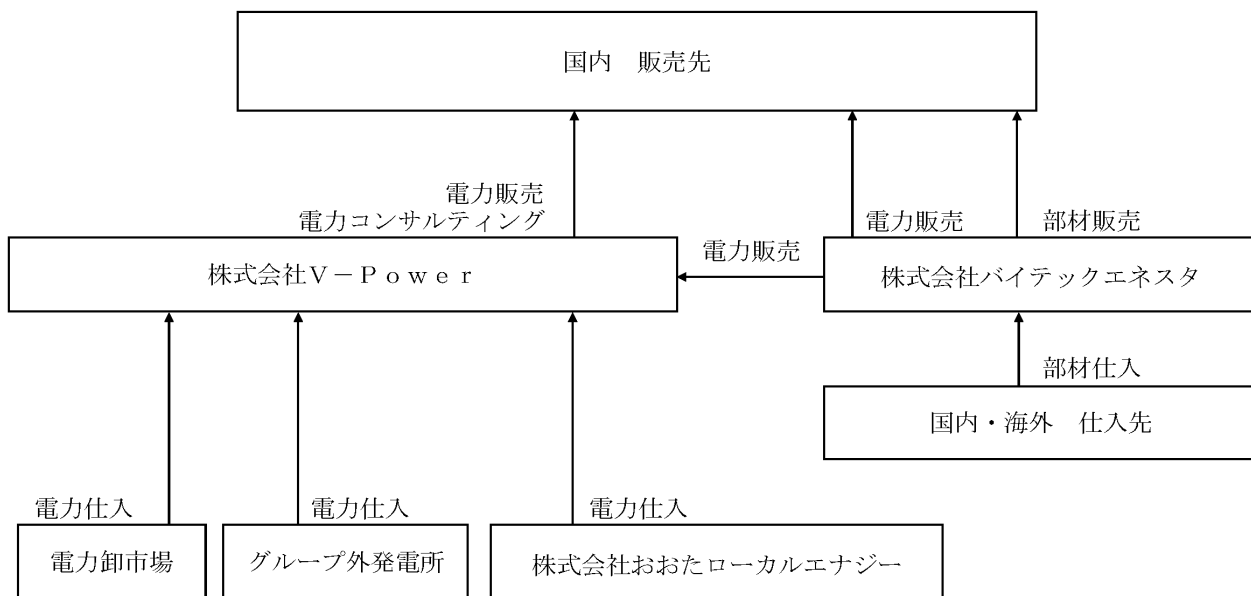 国内　販売先
電力販売
電力コンサルティング
電力販売
部材販売
電力販売
株式会社Ｖ－Ｐｏｗｅｒ
株式会社バイテックエネスタ
部材仕入
国内・海外　仕入先
電力仕入
電力仕入
電力仕入
電力卸市場
グループ外発電所
株式会社おおたローカルエナジー